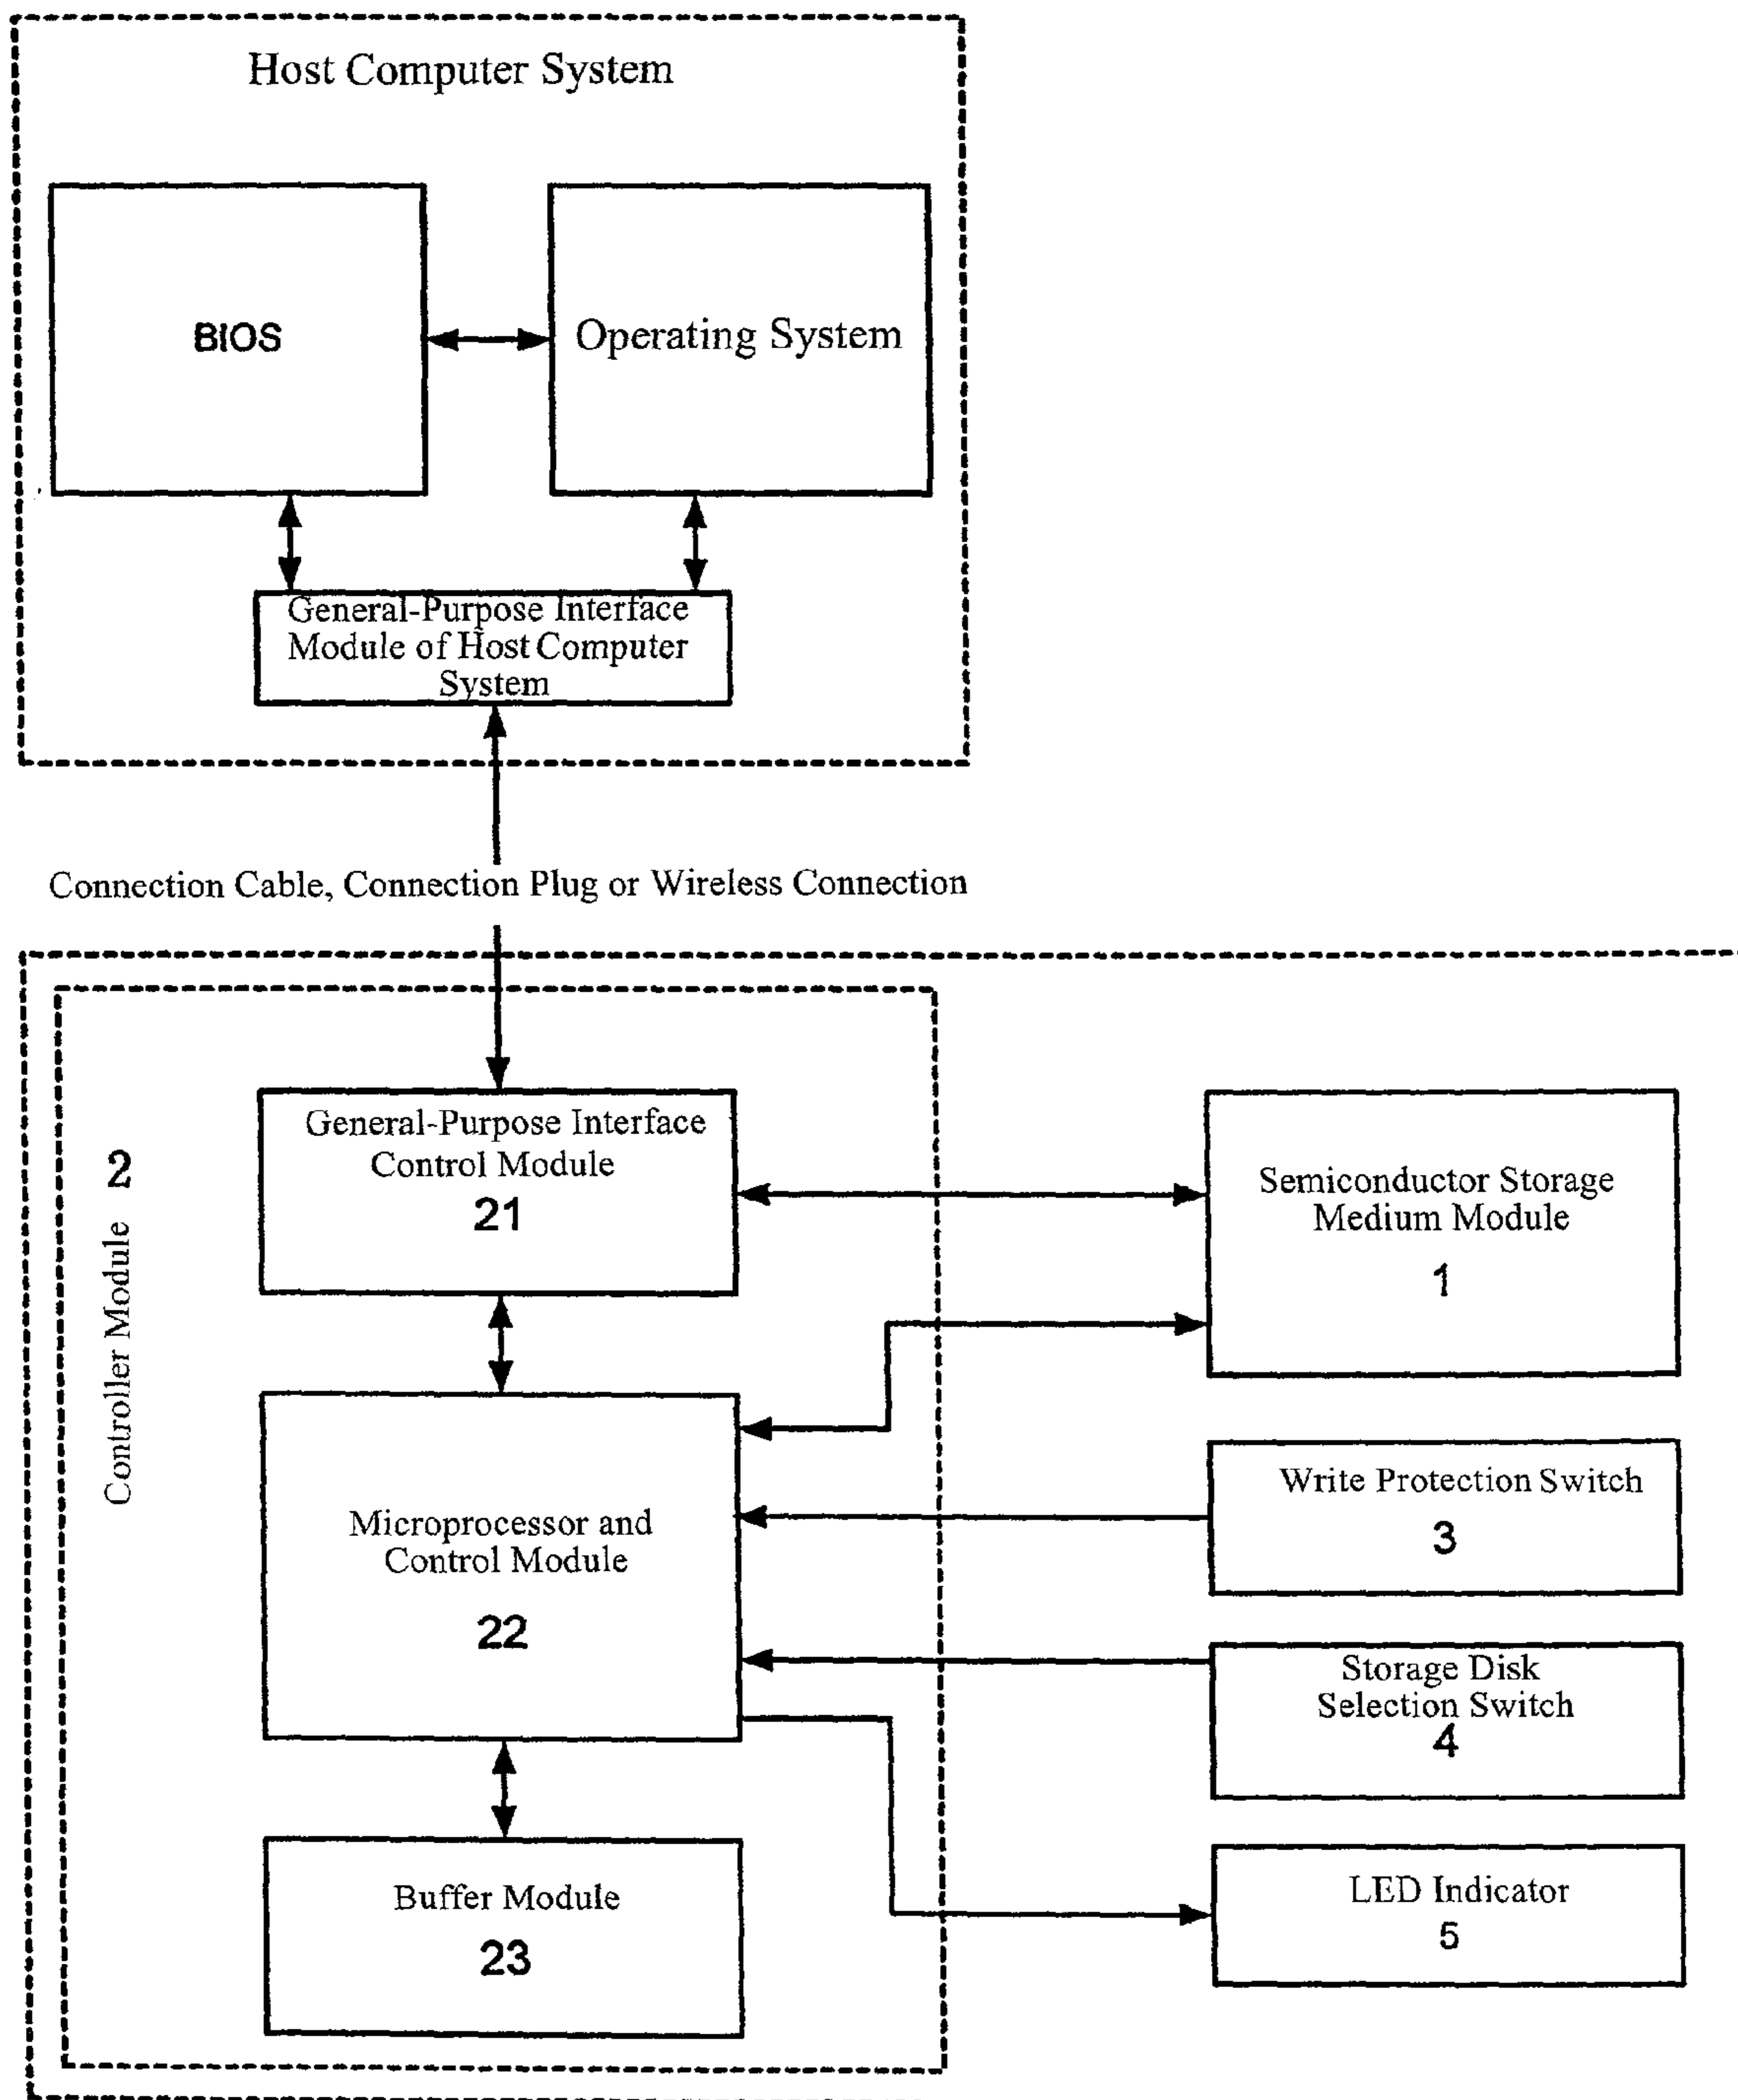 Host Computer System
BIOS
Operating System
General-Purpose Interface
Module of Host Computer
System
Connection Cable, Connection Plug or Wireless Connection
Controller Module 2
General-Purpose Interface
Control Module
21
Semiconductor Storage
Medium Module
1
Microprocessor and
Control Module
22
Write Protection Switch
3
Storage Disk
Selection Switch
4
Buffer Module
23
LED Indicator
5